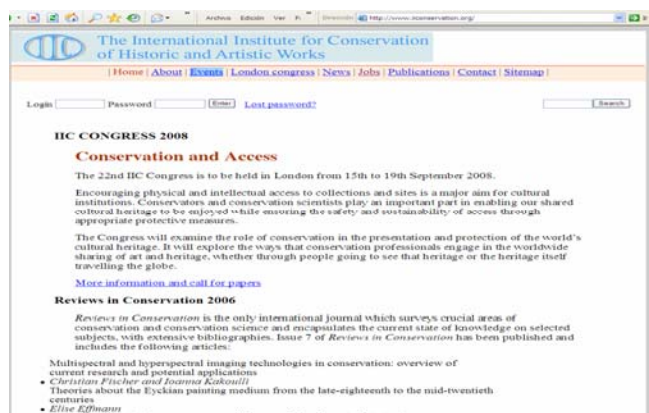 Archivo Edición Ver
Dirección http://www.iiconservation.org/
IIC The International Institute for Conservation
of Historic and Artistic Works
| Home | About | Events | London congress | News | Jobs | Publications | Contact | Sitemap |
Login Password Enter Lost password? Search
IIC CONGRESS 2008
Conservation and Access
The 22nd IIC Congress is to be held in London from 15th to 19th September 2008.
Encouraging physical and intellectual access to collections and sites is a major aim for cultural
institutions. Conservators and conservation scientists play an important part in enabling our shared
cultural heritage to be enjoyed while ensuring the safety and sustainability of access through
appropriate protective measures.
The Congress will examine the role of conservation in the presentation and protection of the world's
cultural heritage. It will explore the ways that conservation professionals engage in the worldwide
sharing of art and heritage, whether through people going to see that heritage or the heritage itself
travelling the globe.
More information and call for papers
Reviews in Conservation 2006
Reviews in Conservation is the only international journal which surveys crucial areas of
conservation and conservation science and encapsulates the current state of knowledge on selected
subjects, with extensive bibliographies. Issue 7 of Reviews in Conservation has been published and
includes the following articles:
Multispectral and hyperspectral imaging technologies in conservation: overview of
current research and potential applications
• Christian Fischer and Ioanna Kakoulli
Theories about the Eyckian painting medium from the late-eighteenth to the mid-twentieth
centuries
• Elise Effmann